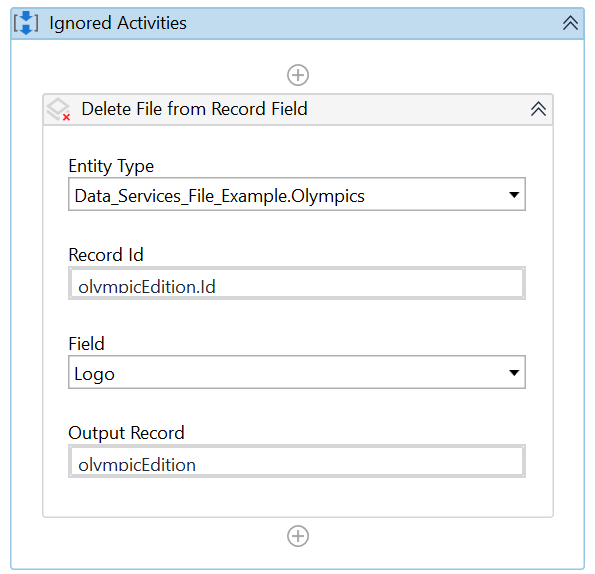 Ignored Activities
Delete File from Record Field
Entity Type
Data_Services_File_Example.Olympics
Record Id
olympicEdition.Id
Field
Logo
Output Record
olympicEdition